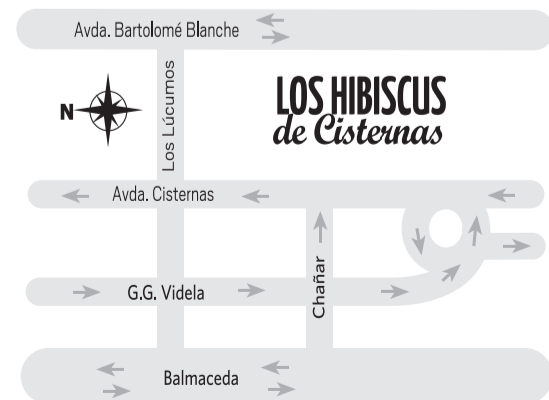 Avda. Bartolomé Blanche
Los Lúcumos
N
LOS HIBISCUS
de Cisternas
Avda. Cisternas
Chañar
G.G. Videla
Balmaceda